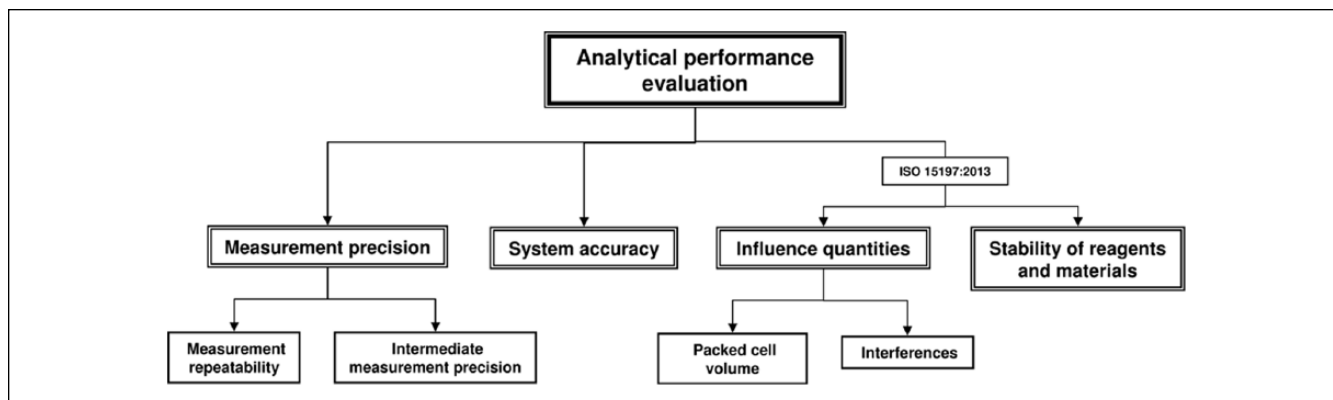 Analytical performance
evaluation
ISO 15197:2013
Measurement precision
System accuracy
Influence quantities
Stability of reagents
and materials
Measurement
repeatability
Intermediate
measurement precision
Packed cell
volume
Interferences